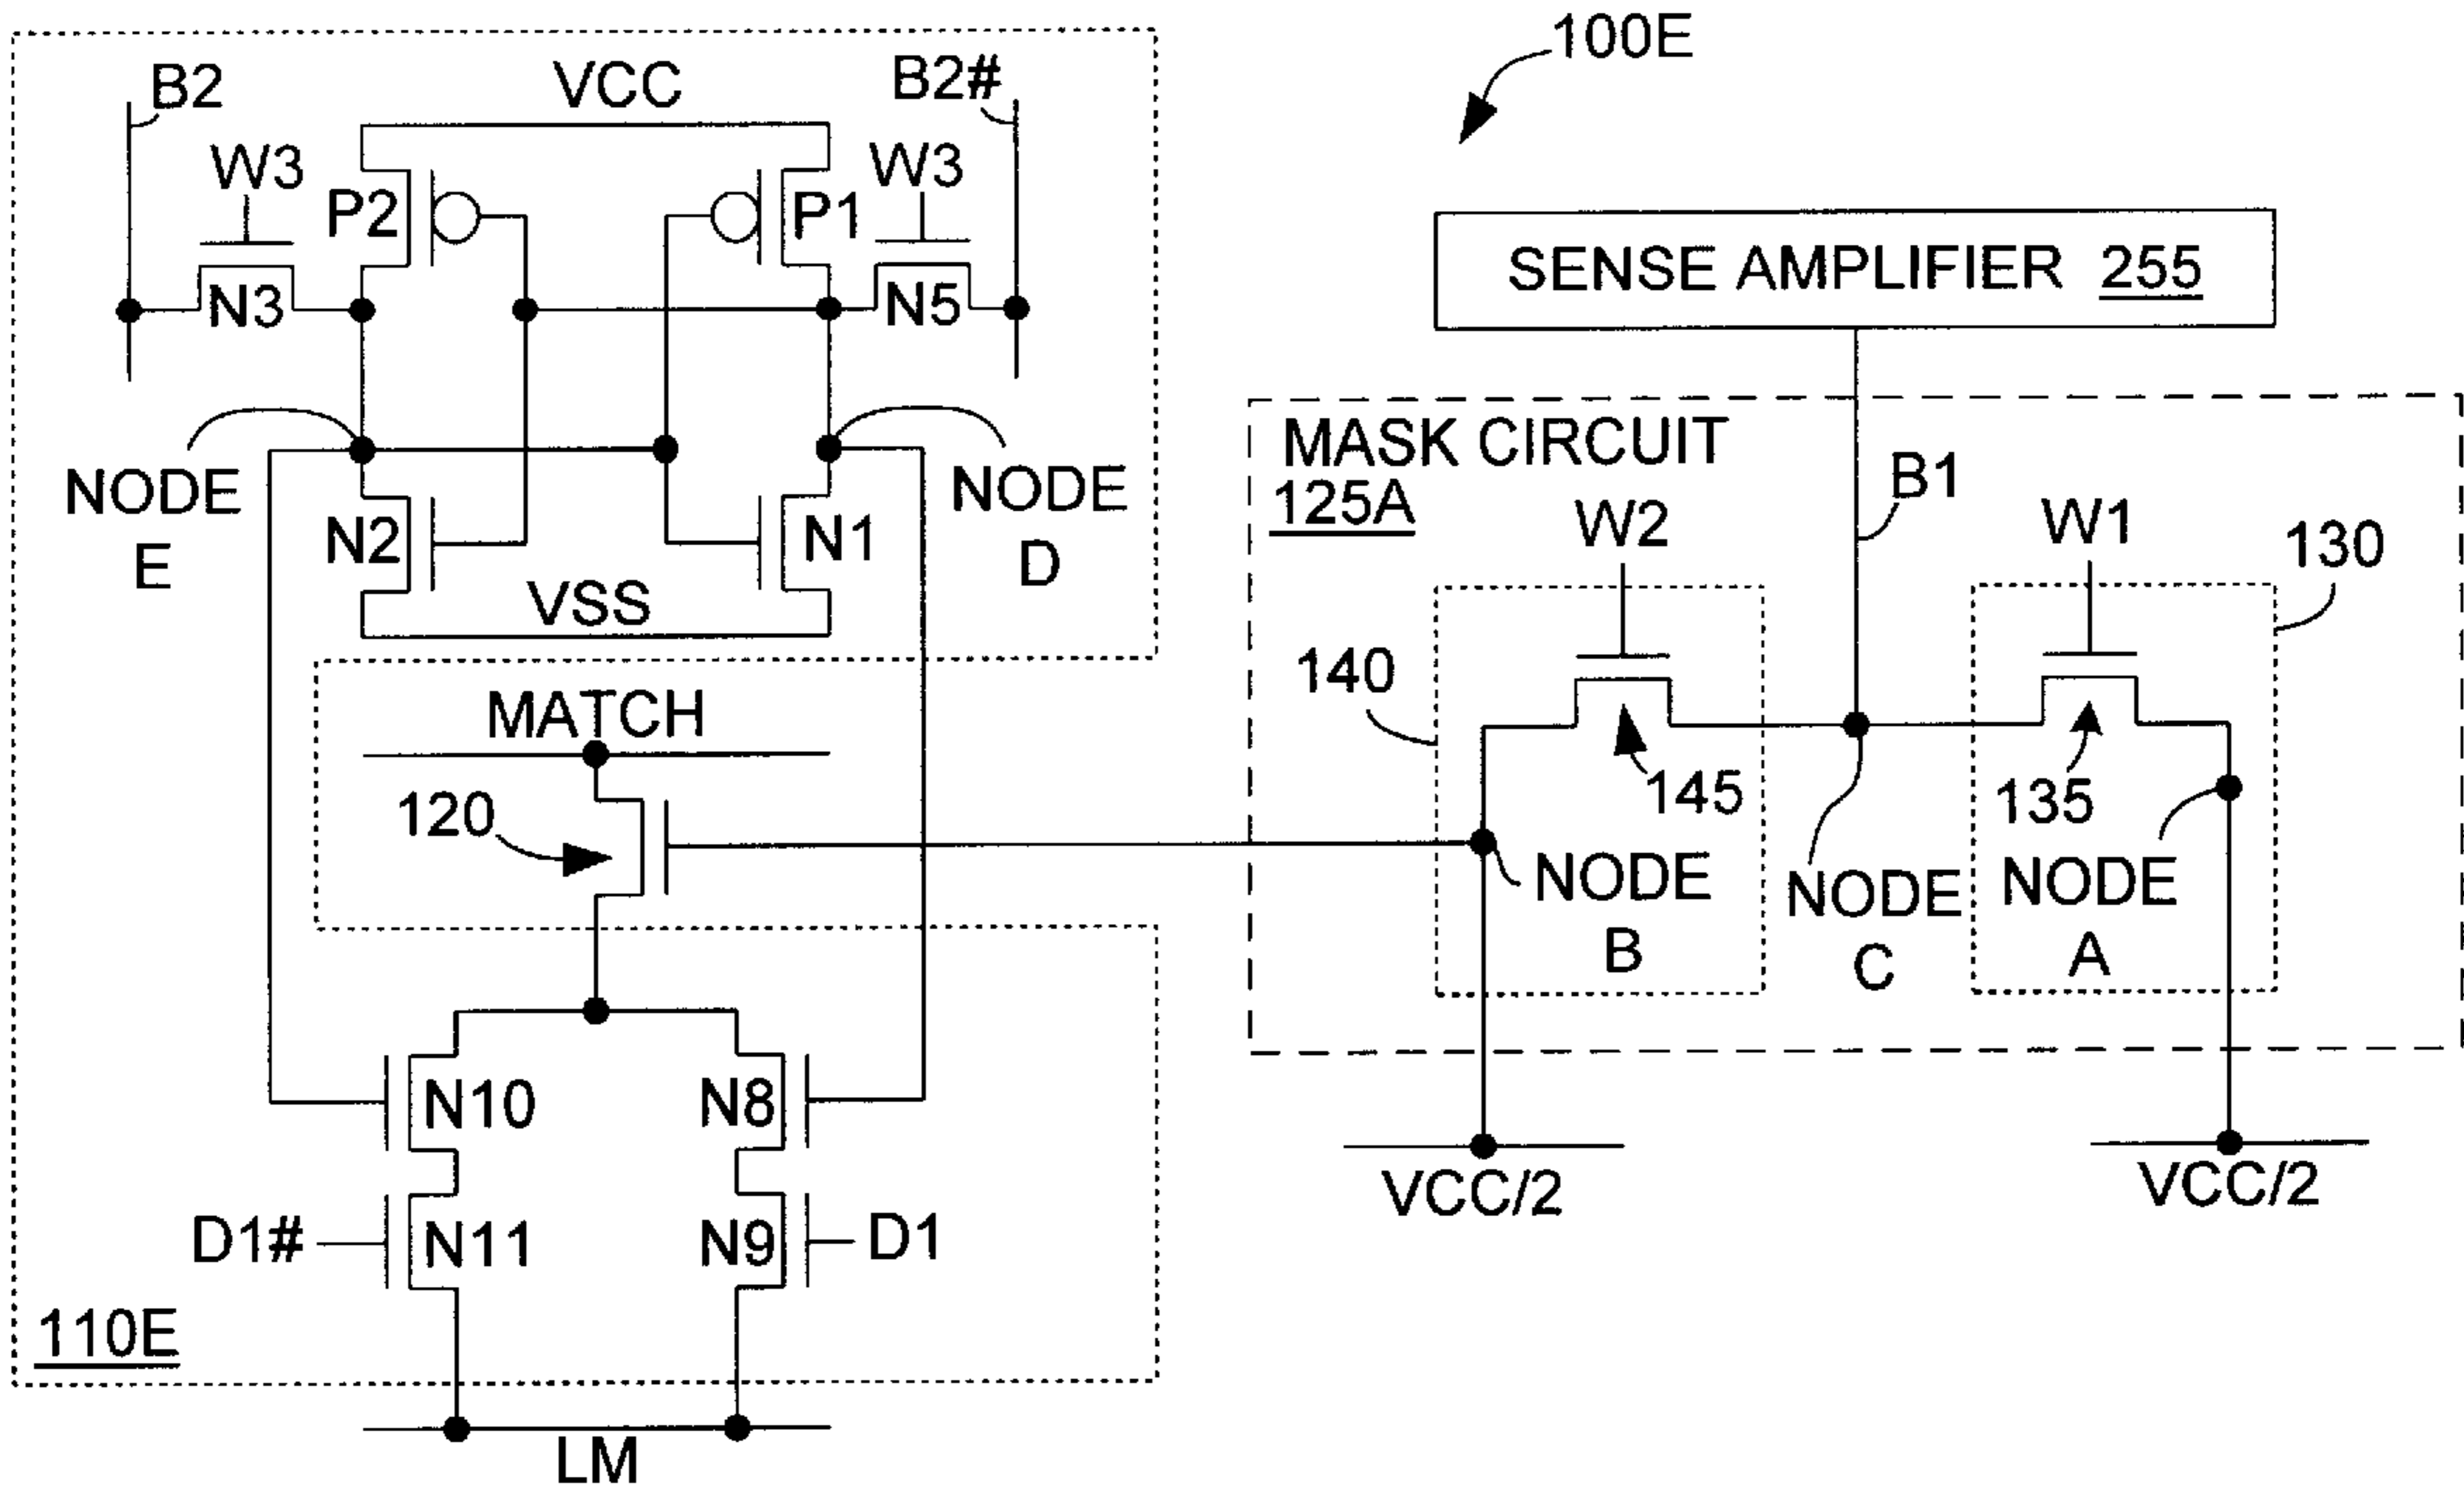 100E
B2
VCC
B2#
W3
W3
P2
P1
N3
N5
SENSE AMPLIFIER 255
NODE
E
NODE
D
N2
N1
VSS
MASK CIRCUIT
125A
B1
W2
W1
130
140
145
135
NODE
B
NODE
C
NODE
A
MATCH
120
N10
N8
VCC/2
VCC/2
D1#
N11
N9
D1
110E
LM